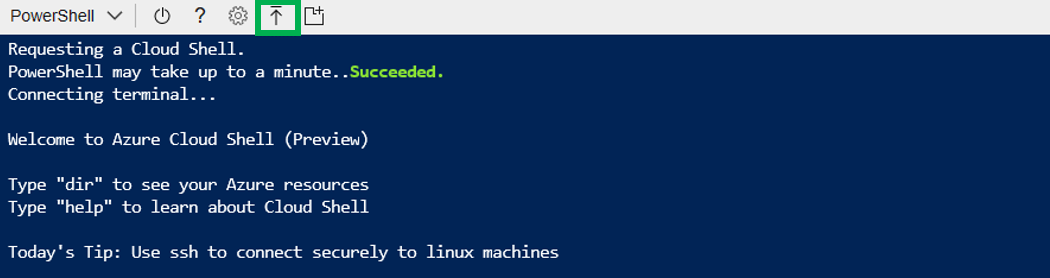 PowerShell
Requesting a Cloud Shell.
PowerShell may take up to a minute..Succeeded.
Connecting terminal...
Welcome to Azure Cloud Shell (Preview)
Type "dir" to see your Azure resources
Type "help" to learn about Cloud Shell
Today's Tip: Use ssh to connect securely to linux machines